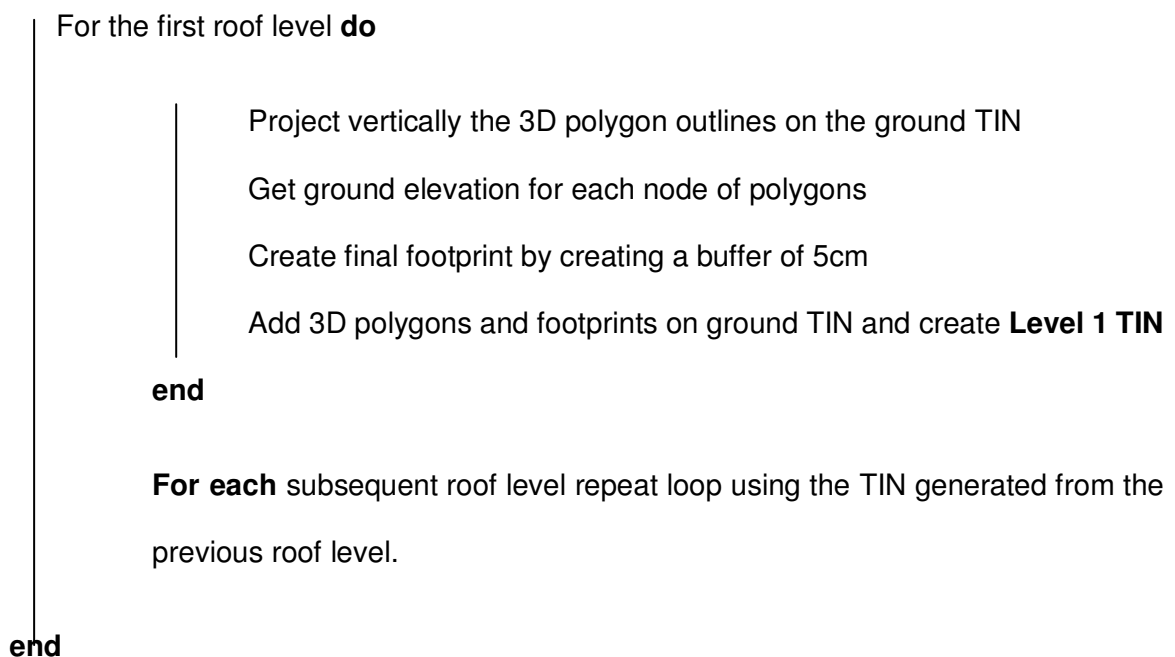 For the first roof level do
Project vertically the 3D polygon outlines on the ground TIN
Get ground elevation for each node of polygons
Create final footprint by creating a buffer of 5cm
Add 3D polygons and footprints on ground TIN and create Level 1 TIN
end
For each subsequent roof level repeat loop using the TIN generated from the
previous roof level.
end